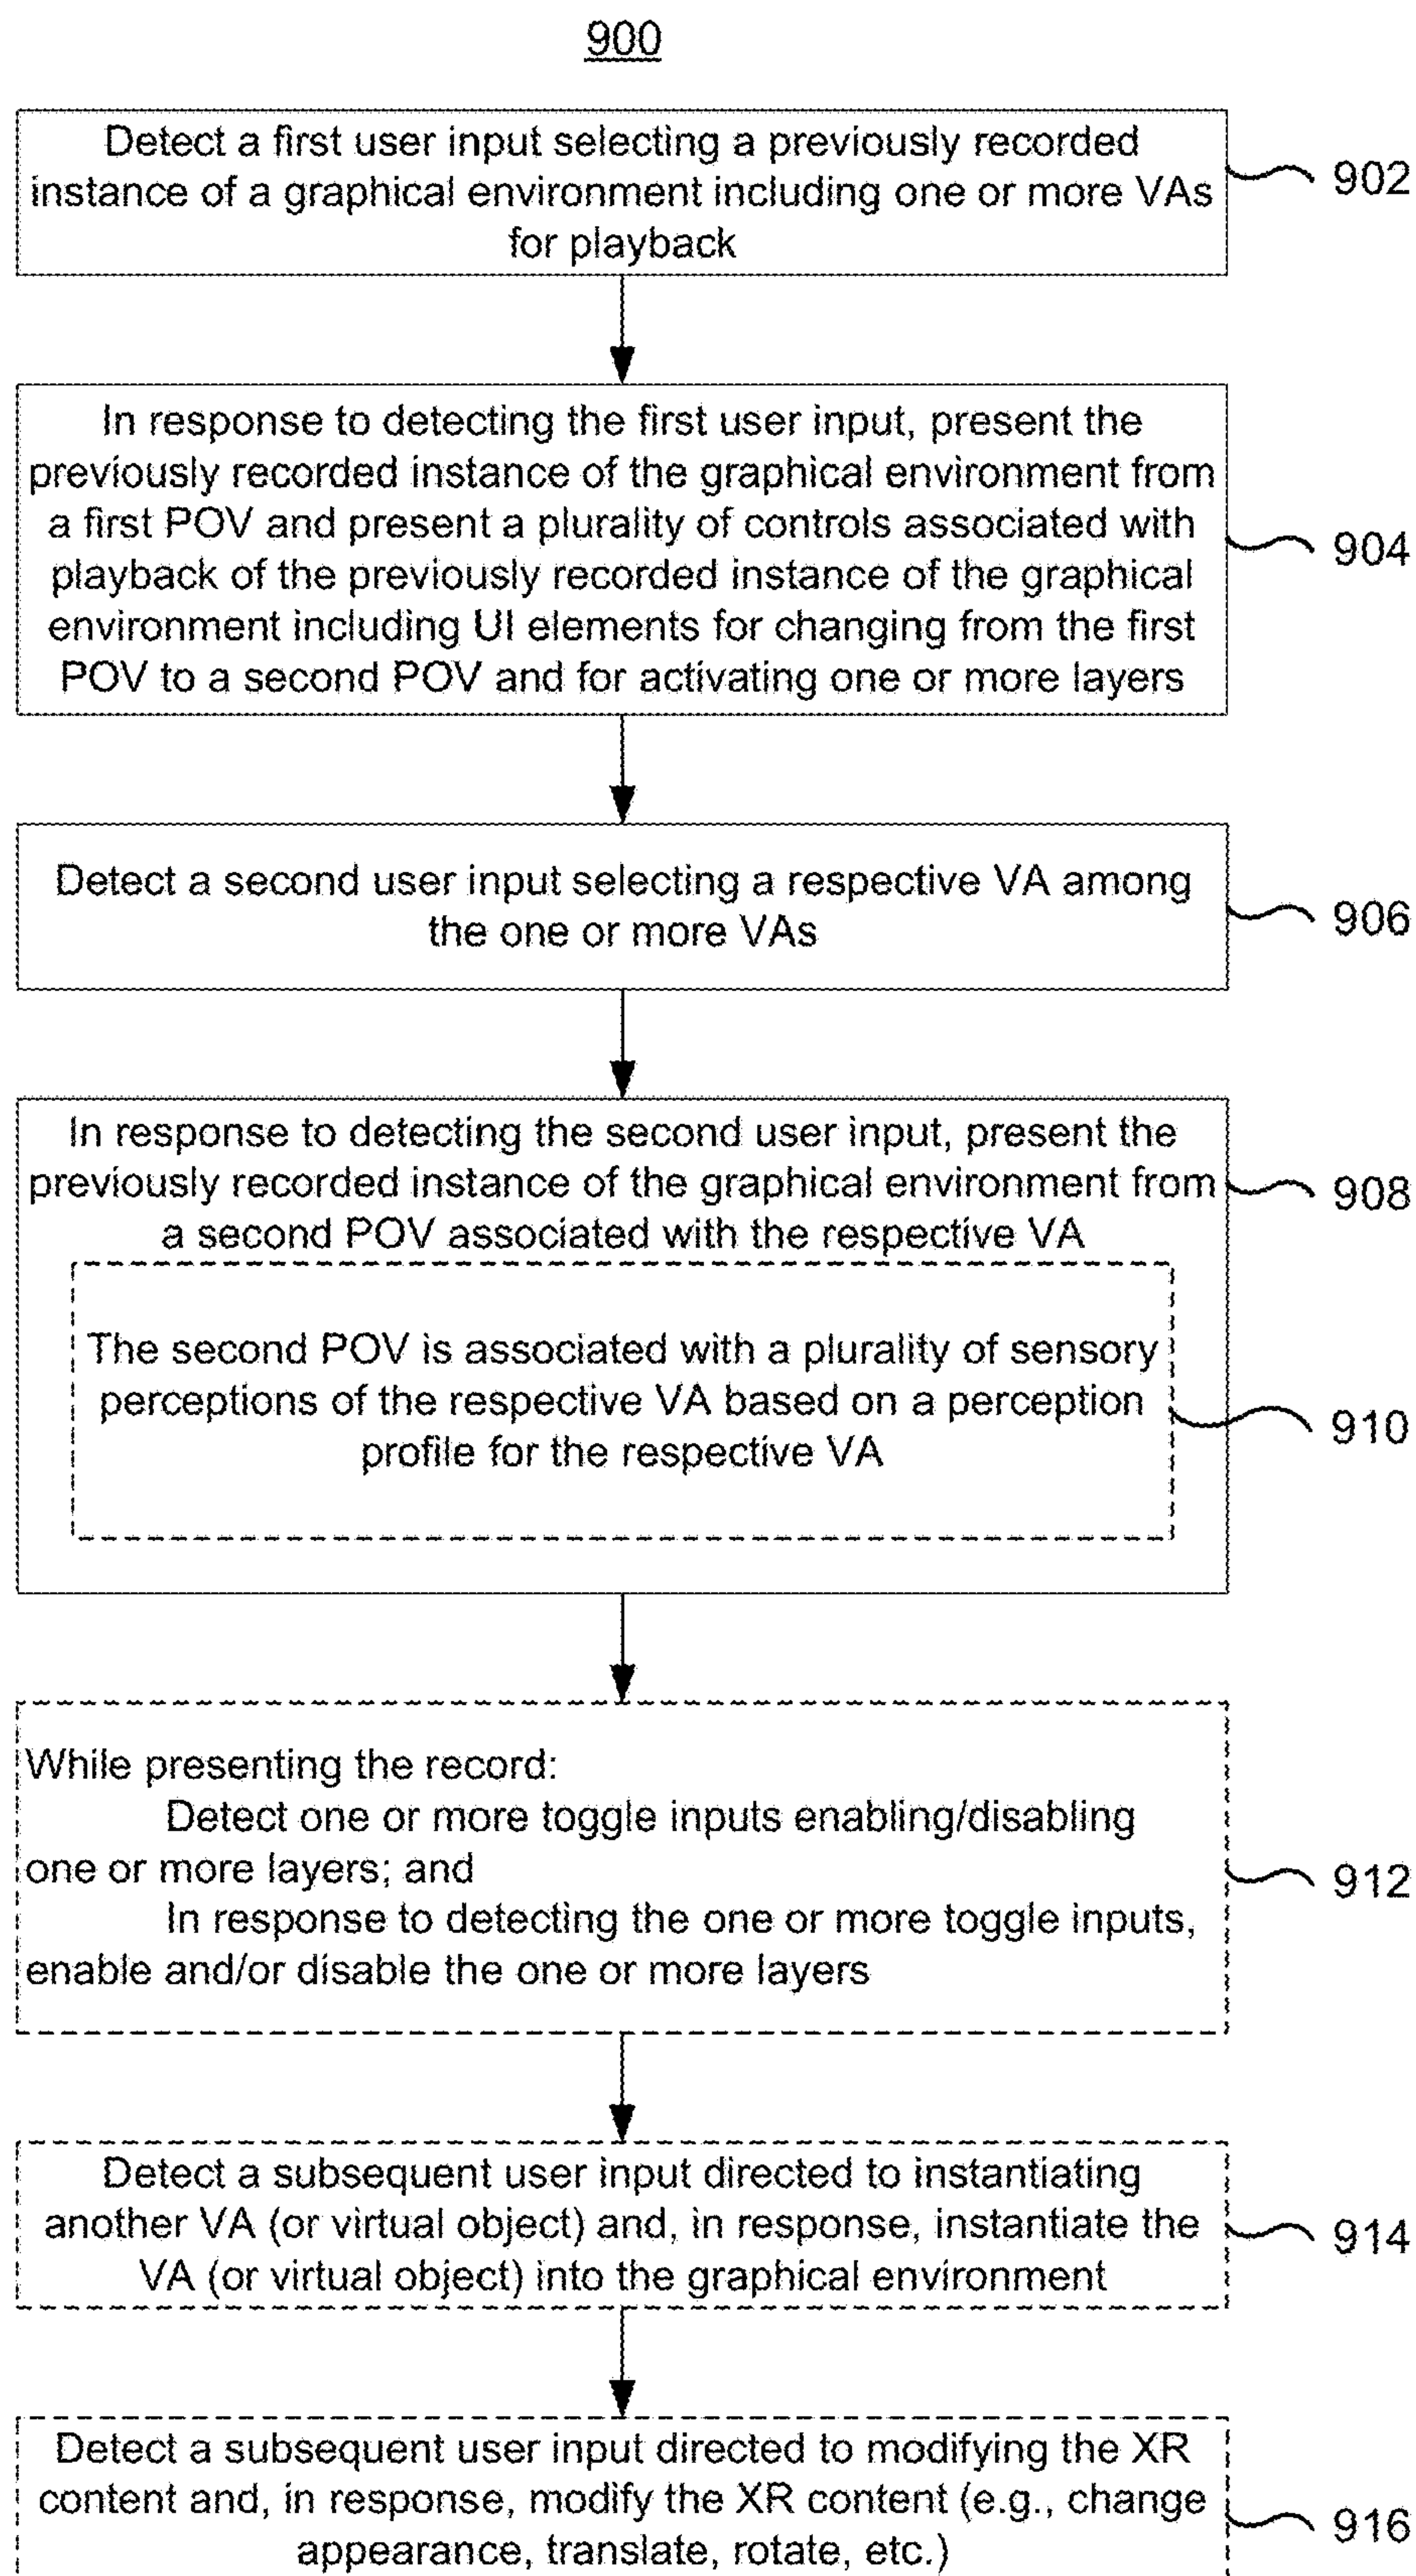 900
Detect a first user input selecting a previously recorded
instance of a graphical environment including one or more VAs
for playback
902
In response to detecting the first user input, present the
previously recorded instance of the graphical environment from
a first POV and present a plurality of controls associated with
playback of the previously recorded instance of the graphical
environment including UI elements for changing from the first
POV to a second POV and for activating one or more layers
904
Detect a second user input selecting a respective VA among
the one or more VAs
906
In response to detecting the second user input, present the
previously recorded instance of the graphical environment from
a second POV associated with the respective VA
908
The second POV is associated with a plurality of sensory
perceptions of the respective VA based on a perception
profile for the respective VA
910
While presenting the record:
Detect one or more toggle inputs enabling/disabling
one or more layers; and
In response to detecting the one or more toggle inputs,
enable and/or disable the one or more layers
912
Detect a subsequent user input directed to instantiating
another VA (or virtual object) and, in response, instantiate the
VA (or virtual object) into the graphical environment
914
Detect a subsequent user input directed to modifying the XR
content and, in response, modify the XR content (e.g., change
appearance, translate, rotate, etc.)
916